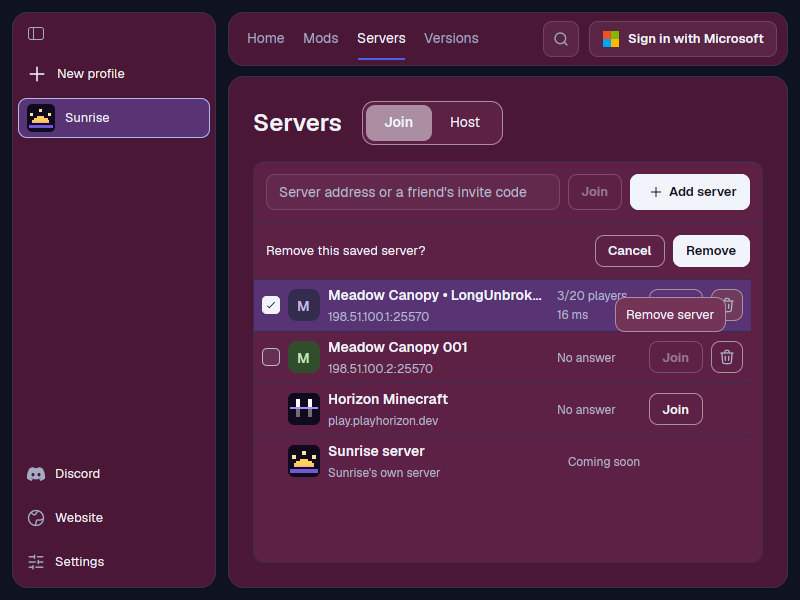 New profile
Sunrise
Discord
Website
Settings
Home Mods Servers Versions
Sign in with Microsoft
Servers
Join Host
Server address or a friend's invite code
Join
Add server
Remove this saved server?
Cancel
Remove
M
Meadow Canopy • LongUnbrok...
198.51.100.1:25570
3/20 players
16 ms
Remove server
M
Meadow Canopy 001
198.51.100.2:25570
No answer
Join
Horizon Minecraft
play.playhorizon.dev
No answer
Join
Sunrise server
Sunrise's own server
Coming soon